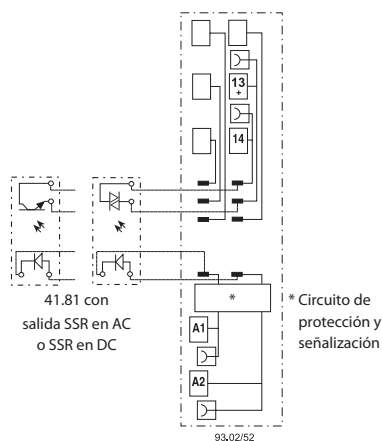 13
+
14
41.81 con
salida SSR en AC
o SSR en DC
*
* Circuito de
protección y
señalización
A1
A2
93.02/52